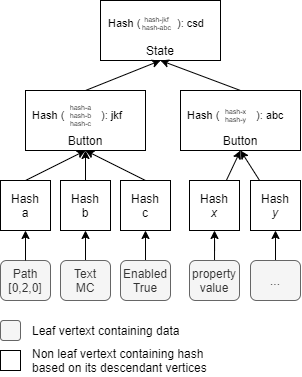 Hash ( hash-jkf hash-abc ): csd
State
Hash ( hash-a hash-b hash-c ): jkf
Button
Hash ( hash-x hash-y ): abc
Button
Hash
a
Hash
b
Hash
c
Hash
x
Hash
y
Path
[0,2,0]
Text
MC
Enabled
True
property
value
...
Leaf vertext containing data
Non leaf vertext containing hash
based on its descendant vertices